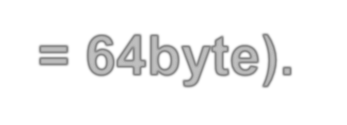 = 64byte).